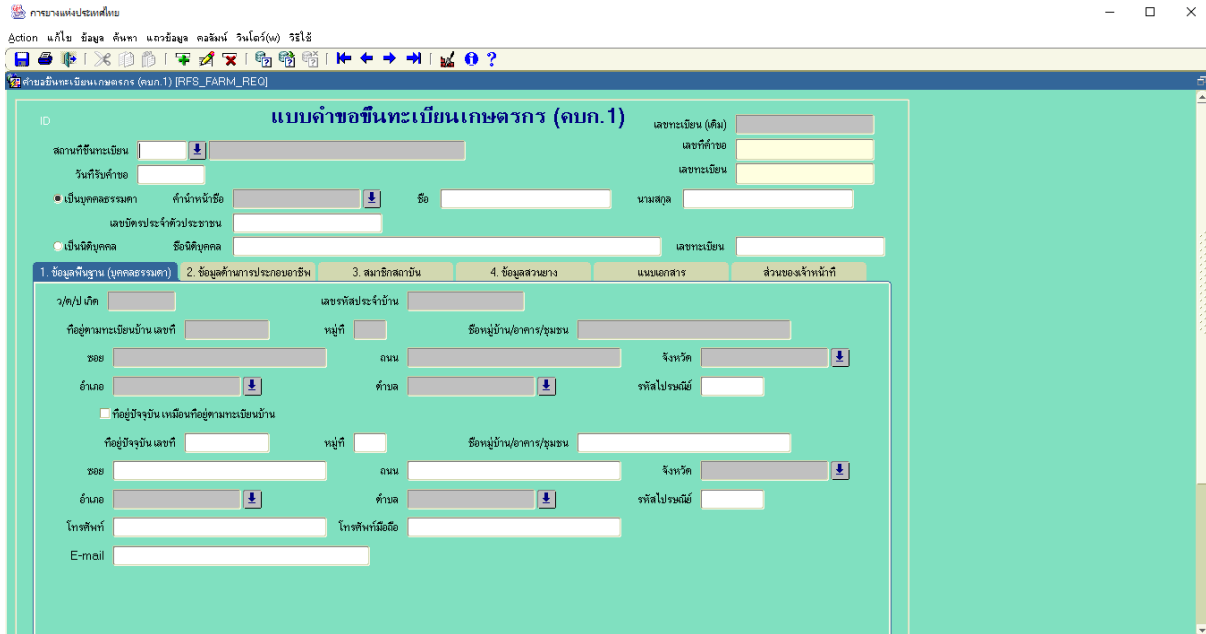 การยางแห่งประเทศไทย
Action แก้ไข ข้อมูล ค้นหา แถวข้อมูล คอลัมน์ วินโดว์(w) วิธีใช้
คำขอขึ้นทะเบียนเกษตรกร (คบก.1) [RFS_FARM_REQ]
ID แบบคำขอขึ้นทะเบียนเกษตรกร (คบก.1) เลขทะเบียน (เดิม)
สถานที่ขึ้นทะเบียน เลขที่คำขอ
วันที่รับคำขอ เลขทะเบียน
เป็นบุคคลธรรมดา คำนำหน้าชื่อ ชื่อ นามสกุล
เลขบัตรประจำตัวประชาชน
เป็นนิติบุคคล ชื่อนิติบุคคล เลขทะเบียน
1. ข้อมูลพื้นฐาน (บุคคลธรรมดา) 2. ข้อมูลด้านการประกอบอาชีพ 3. สมาชิกสถาบัน 4. ข้อมูลสวนยาง แนบเอกสาร ส่วนของเจ้าหน้าที่
ว/ด/ป เกิด เลขรหัสประจำบ้าน
ที่อยู่ตามทะเบียนบ้าน เลขที่ หมู่ที่ ชื่อหมู่บ้าน/อาคาร/ชุมชน
ซอย ถนน จังหวัด
อำเภอ ตำบล รหัสไปรษณีย์
ที่อยู่ปัจจุบัน เหมือนที่อยู่ตามทะเบียนบ้าน
ที่อยู่ปัจจุบัน เลขที่ หมู่ที่ ชื่อหมู่บ้าน/อาคาร/ชุมชน
ซอย ถนน จังหวัด
อำเภอ ตำบล รหัสไปรษณีย์
โทรศัพท์ โทรศัพท์มือถือ
E-mail